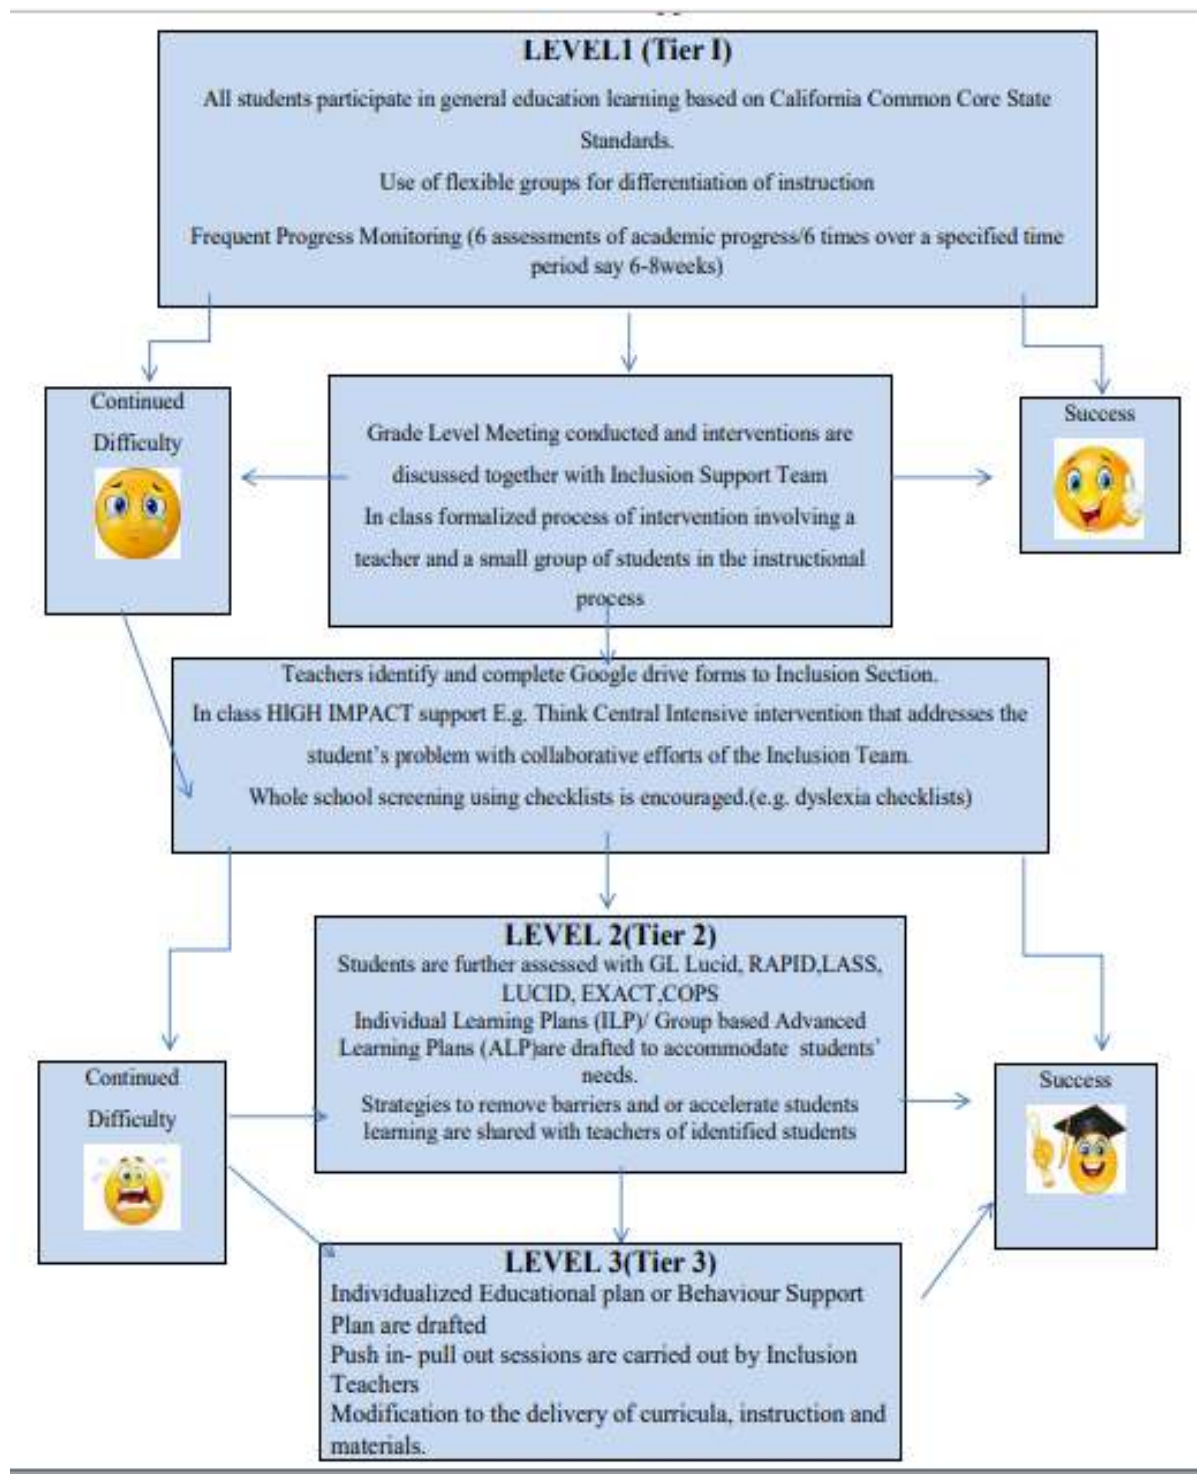 LEVEL1 (Tier I)
All students participate in general education learning based on California Common Core State
Standards.
Use of flexible groups for differentiation of instruction
Frequent Progress Monitoring (6 assessments of academic progress/6 times over a specified time
period say 6-8weeks)
Continued
Difficulty
Grade Level Meeting conducted and interventions are
discussed together with Inclusion Support Team
In class formalized process of intervention involving a
teacher and a small group of students in the instructional
process
Success
Teachers identify and complete Google drive forms to Inclusion Section.
In class HIGH IMPACT support E.g. Think Central Intensive intervention that addresses the
student's problem with collaborative efforts of the Inclusion Team.
Whole school screening using checklists is encouraged.(e.g. dyslexia checklists)
LEVEL 2(Tier 2)
Students are further assessed with GL Lucid, RAPID,LASS,
LUCID, EXACT,COPS
Individual Learning Plans (ILP)/ Group based Advanced
Learning Plans (ALP)are drafted to accommodate students'
needs.
Strategies to remove barriers and or accelerate students
learning are shared with teachers of identified students
Continued
Difficulty
Success
LEVEL 3(Tier 3)
Individualized Educational plan or Behaviour Support
Plan are drafted
Push in- pull out sessions are carried out by Inclusion
Teachers
Modification to the delivery of curricula, instruction and
materials.